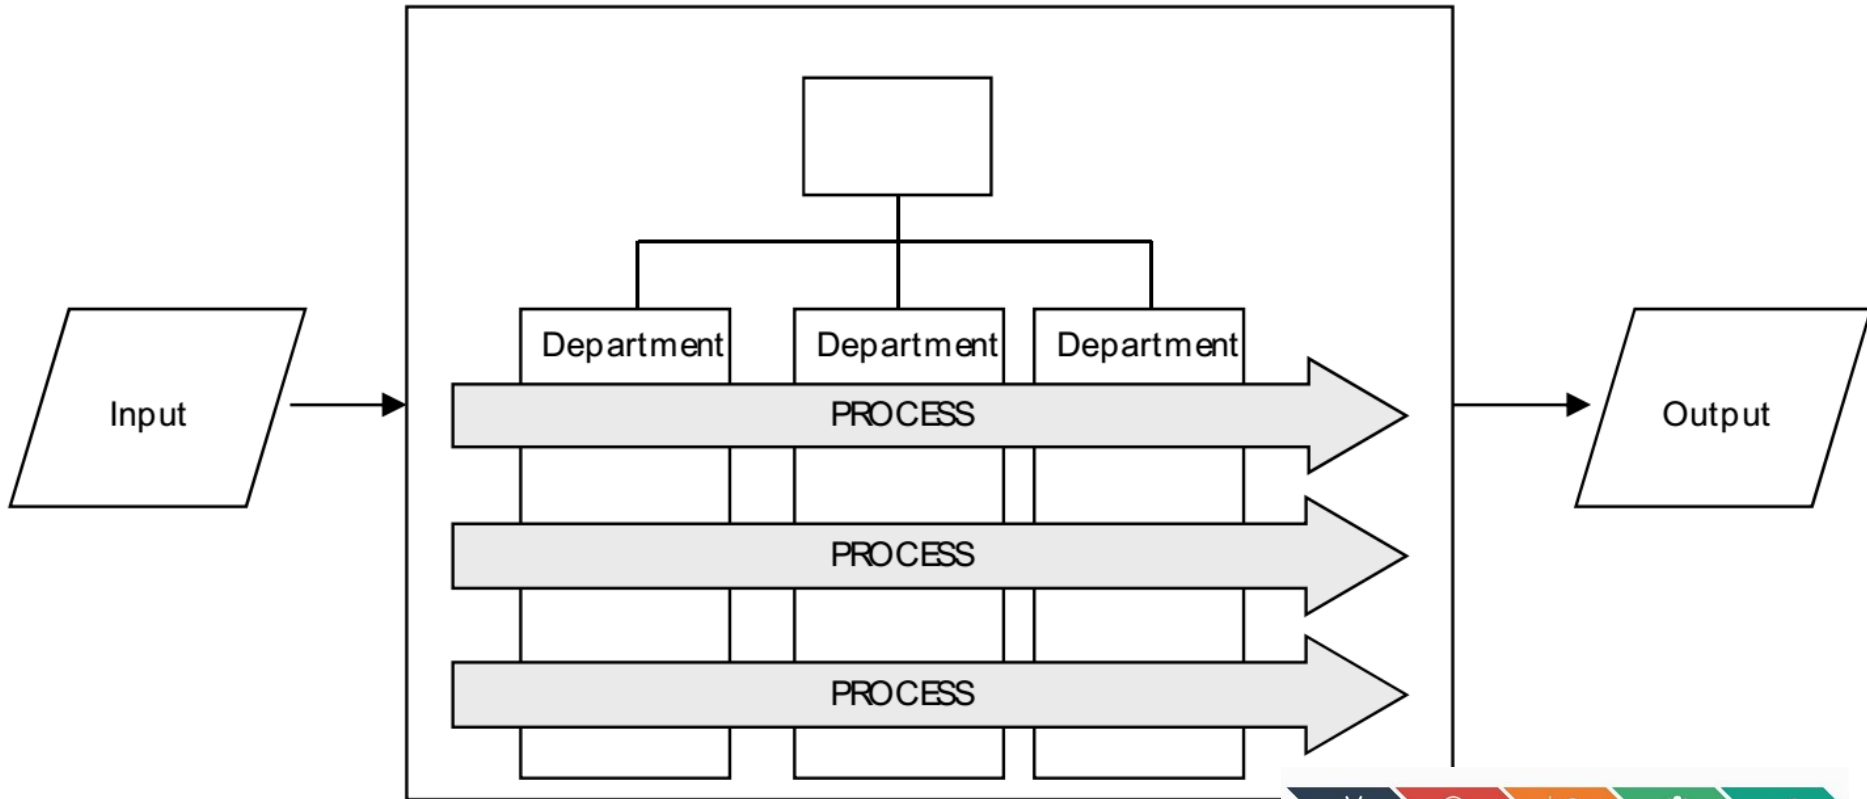 Department Department Department
Input
PROCESS
Output
PROCESS
PROCESS